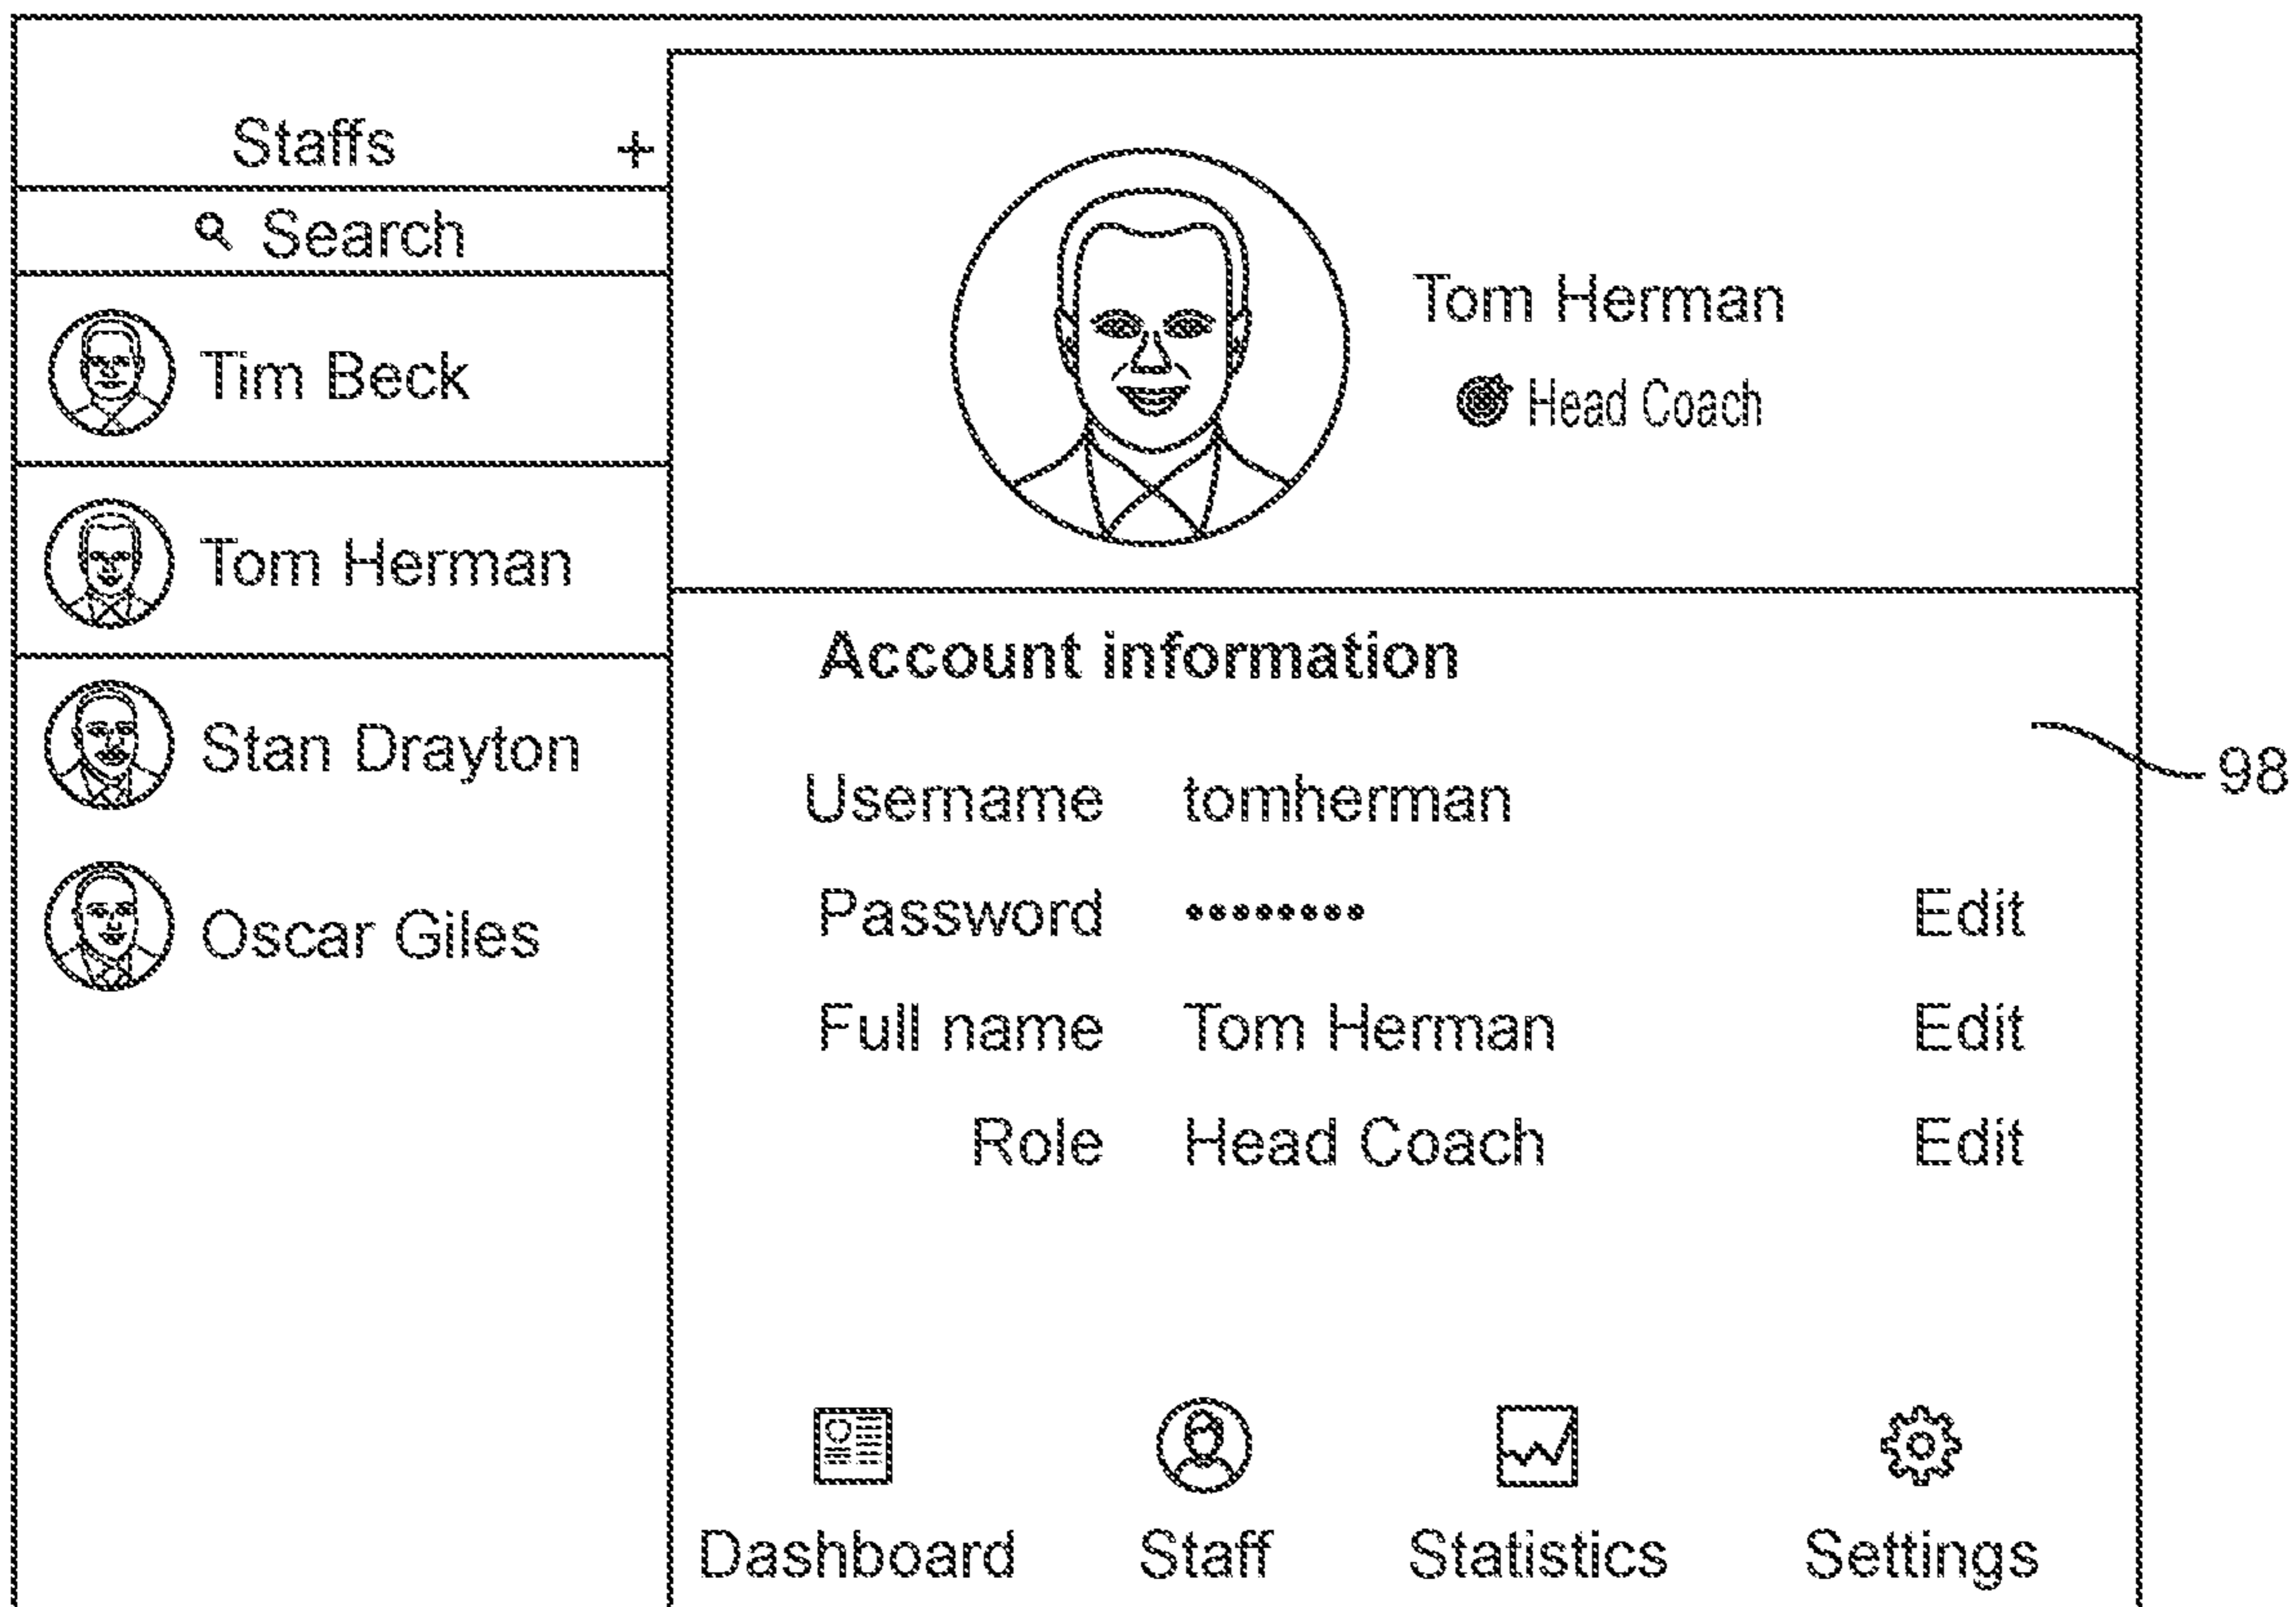 Staffs +
Search
Tim Beck
Tom Herman
Stan Drayton
Oscar Giles
Tom Herman
Head Coach
Account information
Username tomherman
Password •••••••• Edit
Full name Tom Herman Edit
Role Head Coach Edit
98
Dashboard Staff Statistics Settings